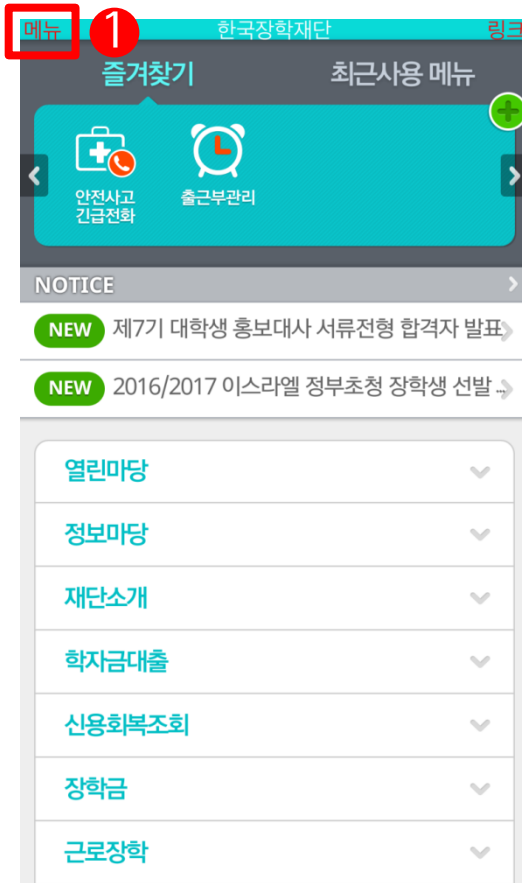 메뉴 1 한국장학재단 링크
즐겨찾기 최근사용 메뉴
안전사고 출근부관리
긴급전화
NOTICE
NEW 제7기 대학생 홍보대사 서류전형 합격자 발표
NEW 2016/2017 이스라엘 정부초청 장학생 선발 ..
열린마당
정보마당
재단소개
학자금대출
신용회복조회
장학금
근로장학